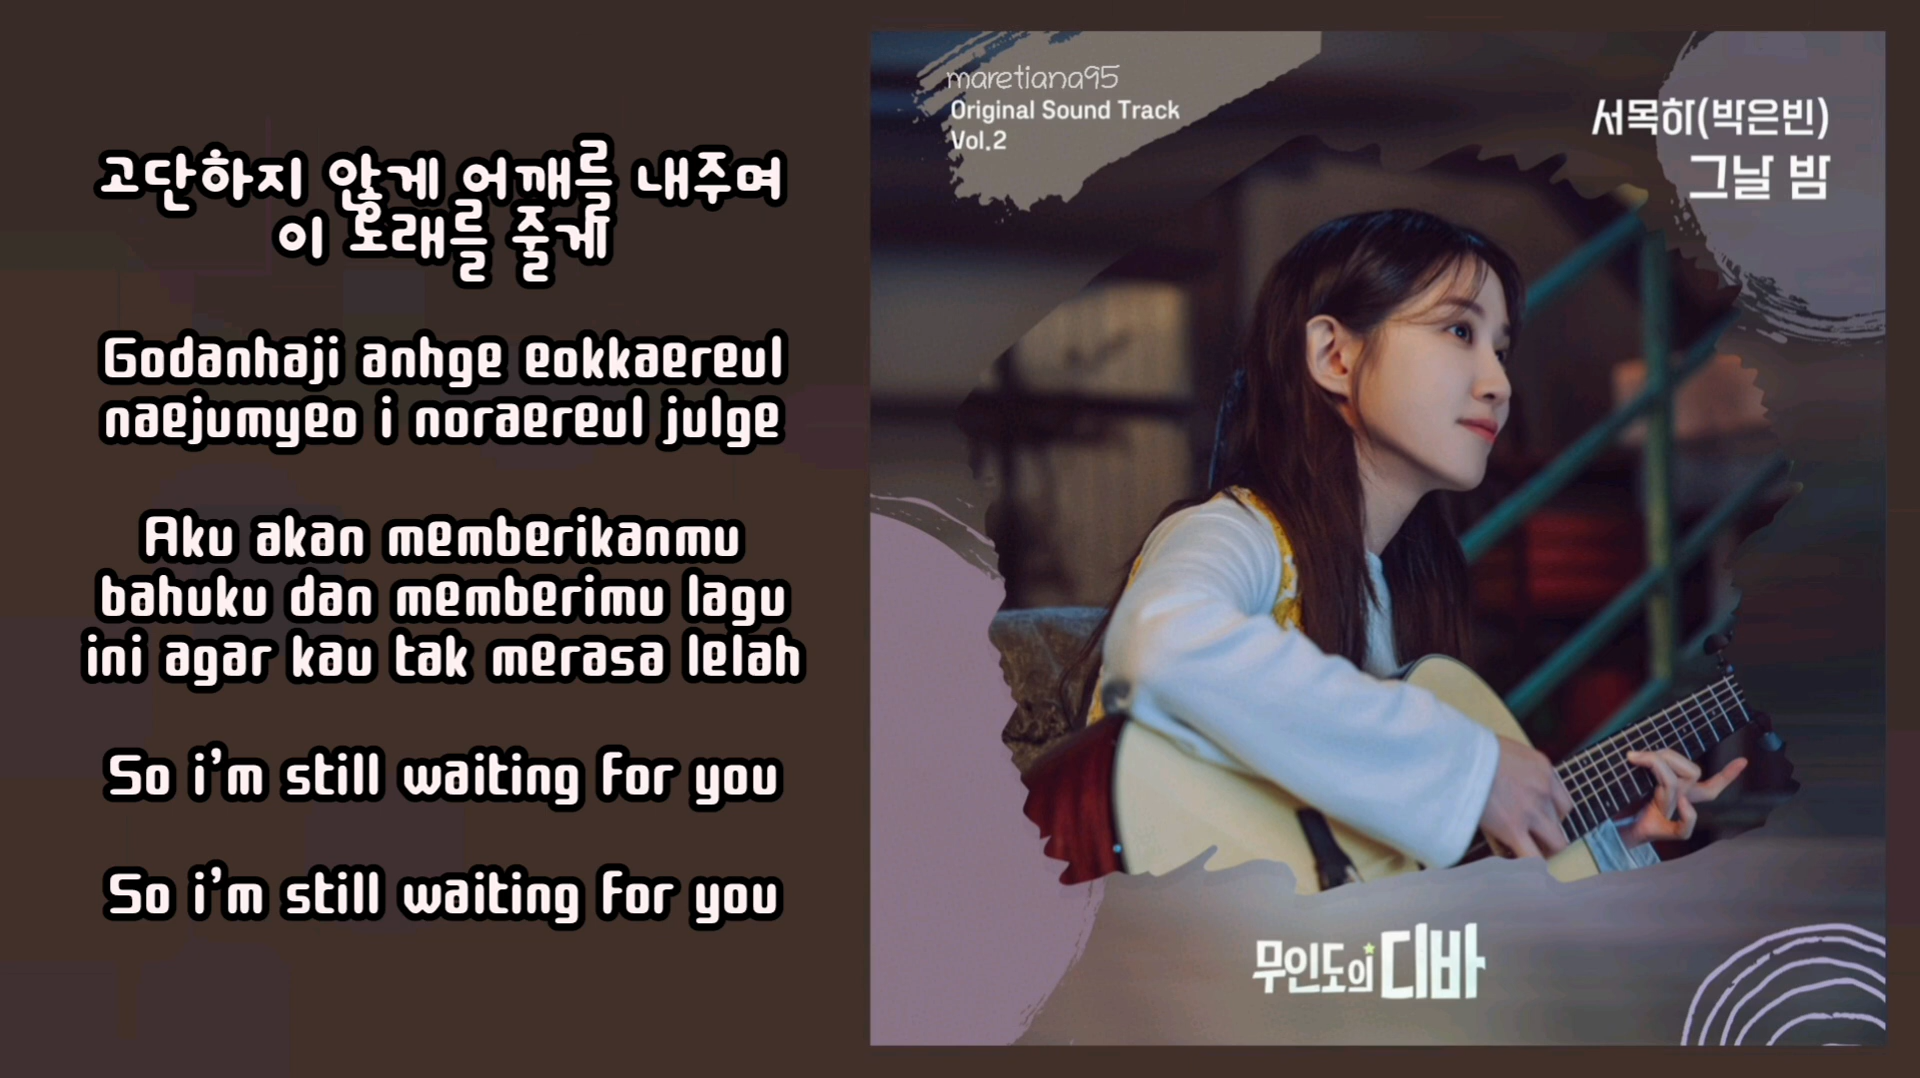 고단하지 않게 어깨를 내주며
이 노래를 줄게
Godanhaji anhge eokkaereul
naejumyeo i noraereul julge
Aku akan memberikanmu
bahuku dan memberimu lagu
ini agar kau tak merasa lelah
So i'm still waiting for you
So i'm still waiting for you
maretiana95
Original Sound Track
Vol.2
서목하(박은빈)
그날 밤
무인도의 디바